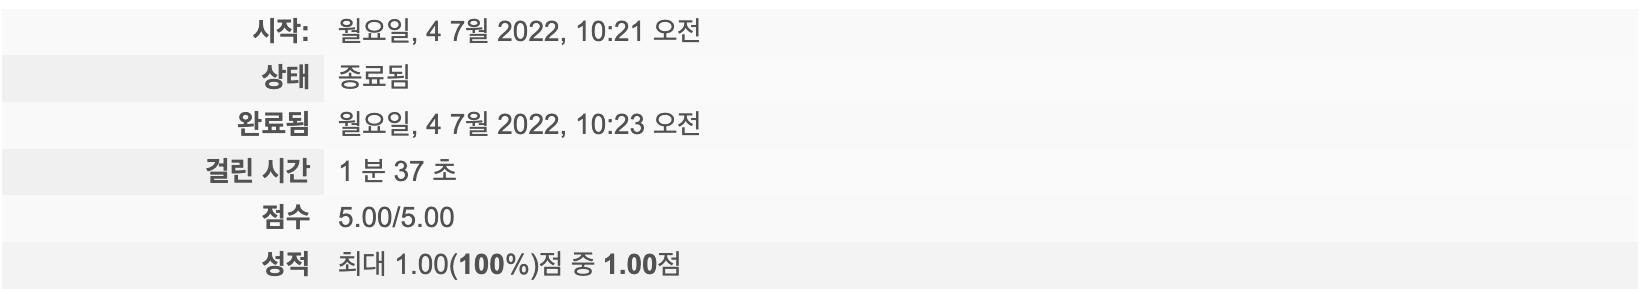 시작: 월요일, 4 7월 2022, 10:21 오전
상태 종료됨
완료됨 월요일, 4 7월 2022, 10:23 오전
걸린 시간 1 분 37 초
점수 5.00/5.00
성적 최대 1.00(100%)점 중 1.00점